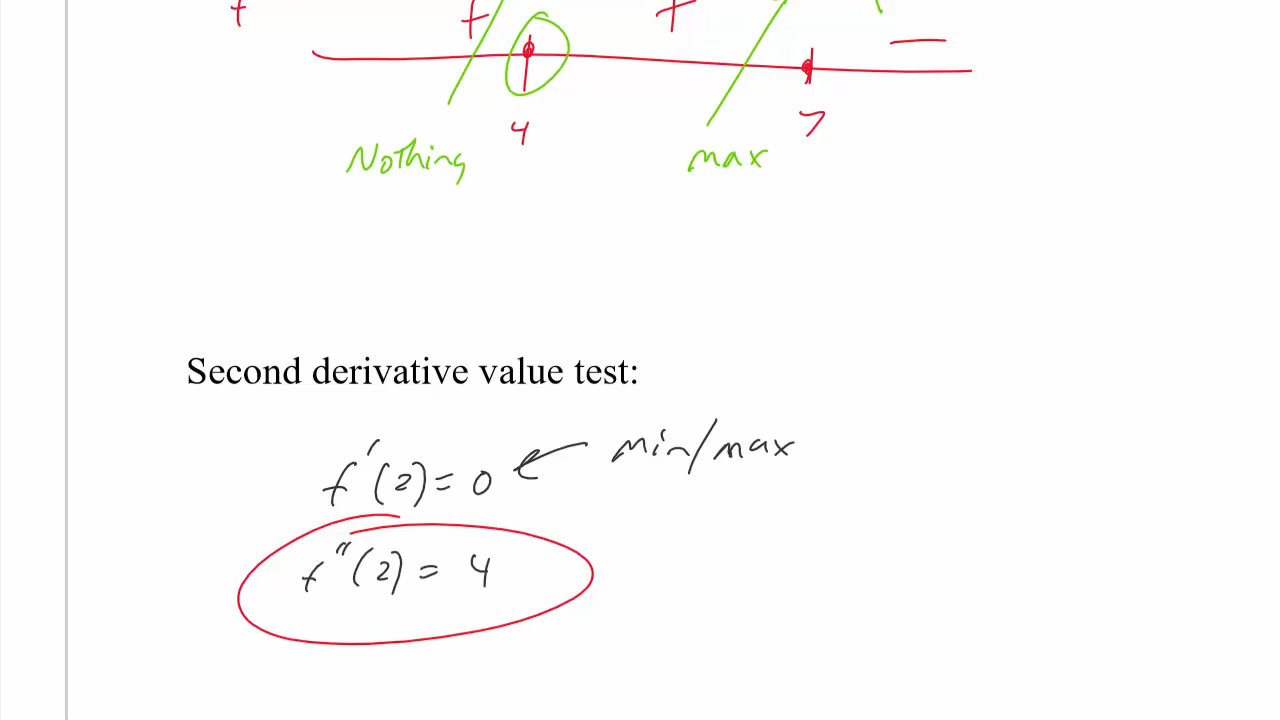 + + + —
4 7
Nothing max
Second derivative value test:
f'(2) = 0 ← min/max
f"(2) = 4